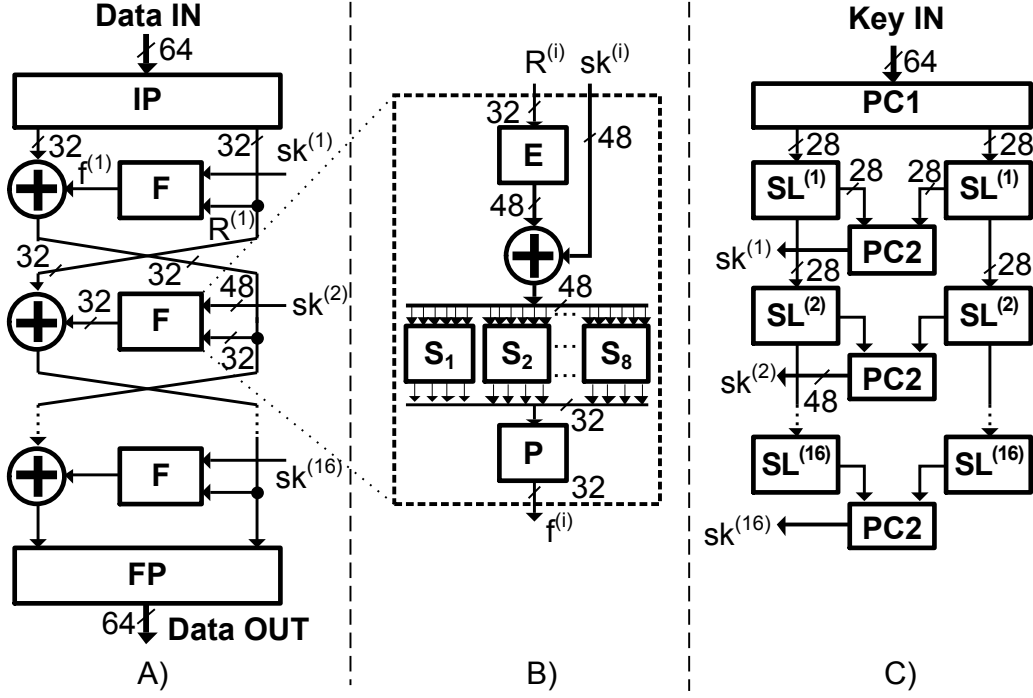 Data IN
64
IP
32
32
f(1)
F
sk(1)
R(1)
32
32
32
F
48
sk(2)
32
F
sk(16)
FP
64
Data OUT
A)
R(i)
sk(i)
32
48
E
48
48
S1
S2
S8
32
P
32
f(i)
B)
Key IN
64
PC1
28
28
SL(1)
28
28
SL(1)
PC2
sk(1)
28
28
SL(2)
SL(2)
PC2
sk(2)
48
SL(16)
SL(16)
PC2
sk(16)
C)